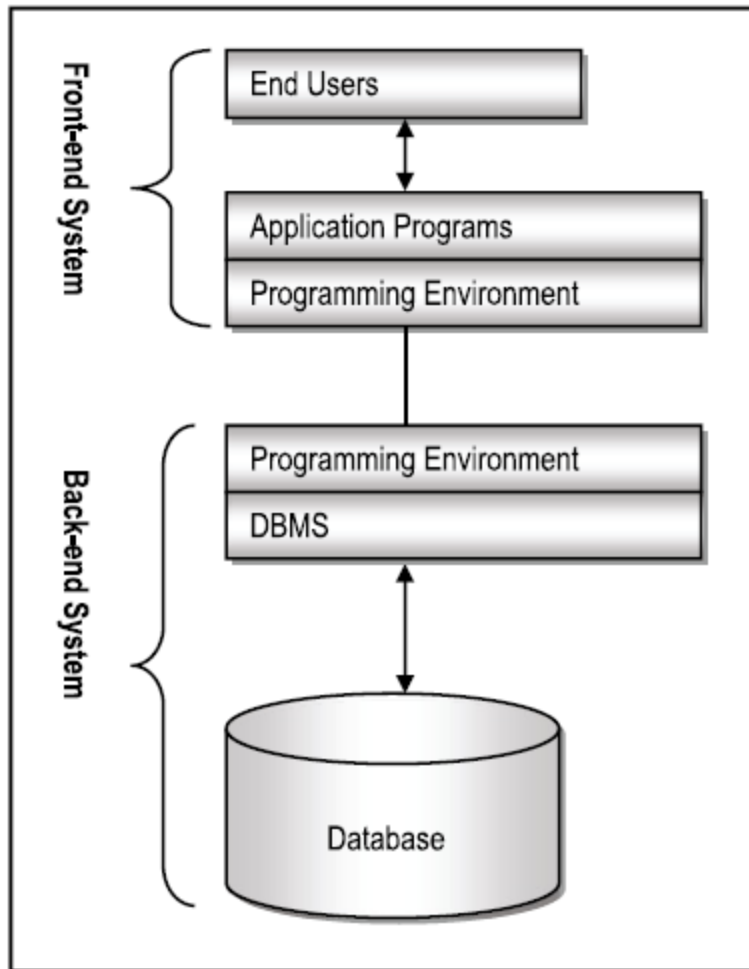 Front-end System
End Users
Application Programs
Programming Environment
Back-end System
Programming Environment
DBMS
Database